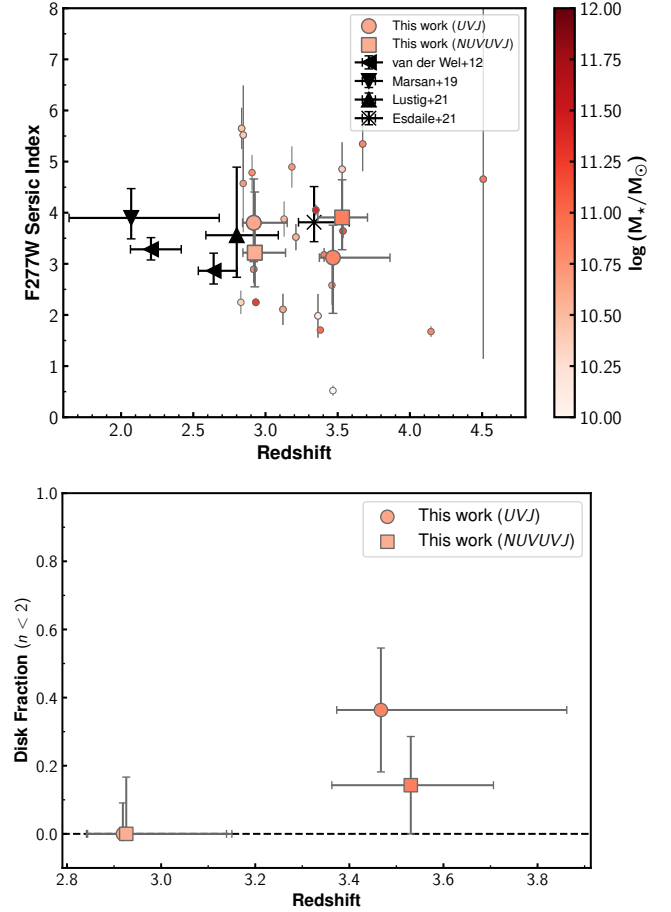 8
7
6
5
4
3
2
1
0
F277W Sersic Index
This work (UVJ)
This work (NUVUVJ)
van der Wel+12
Marsan+19
Lustig+21
Esdaile+21
2.0 2.5 3.0 3.5 4.0 4.5
Redshift
12.00
11.75
11.50
11.25
11.00
10.75
10.50
10.25
10.00
log (M⋆/M⊙)
1.0
0.8
0.6
0.4
0.2
0.0
Disk Fraction (n < 2)
This work (UVJ)
This work (NUVUVJ)
2.8 3.0 3.2 3.4 3.6 3.8
Redshift